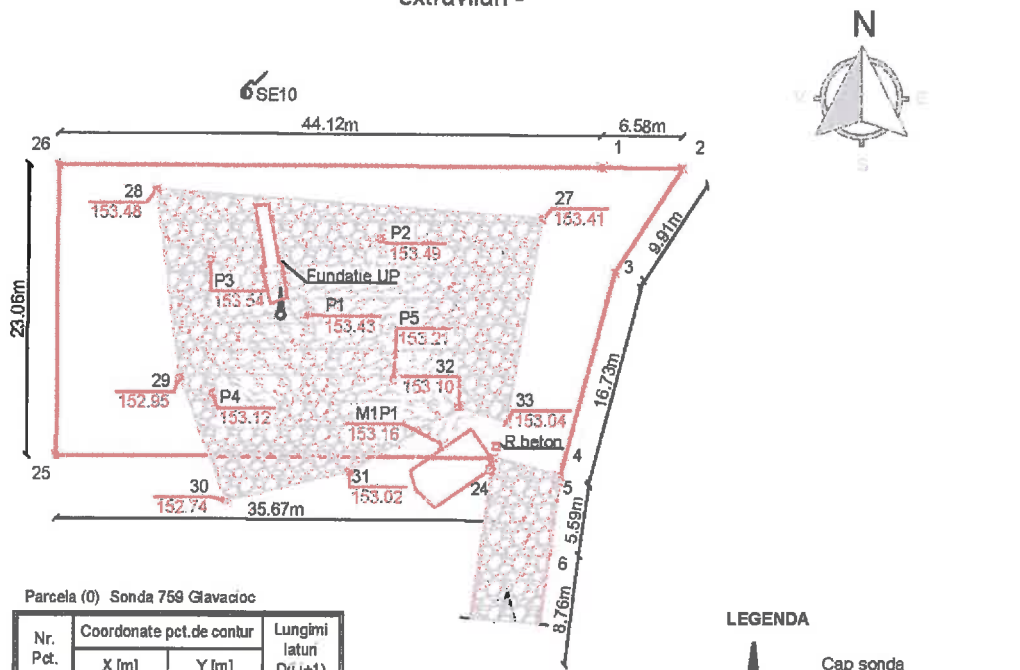 extravilan -
N
V
E
S
SE10
44.12m
6.58m
26
1
2
28
153.48
27
153.41
9.91m
P2
153.49
3
P3
153.54
Fundatie UP
23.06m
P1
153.43
P5
153.21
32
153.10
16.73m
29
152.95
P4
153.12
M1P1
153.16
33
153.04
R.beton
4
25
24
5
30
152.74
31
153.02
35.67m
5.59m
6
8.76m
Parcela (0) Sonda 759 Glavacioc
Nr.
Pct.
Coordonate pct.de contur
X [m]
Y [m]
Lungimi
laturi
D(i,i+1)
LEGENDA
Cap sonda